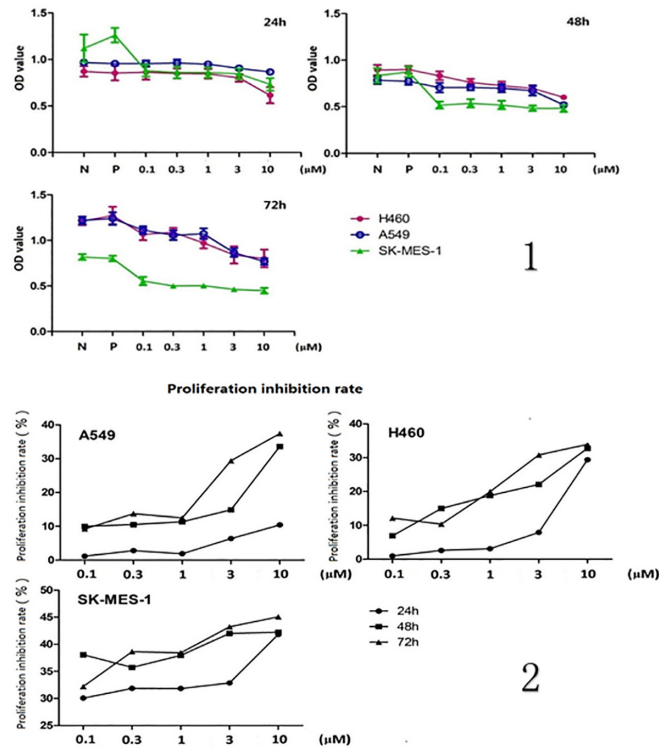 24h
OD value
1.5
1.0
0.5
0.0
N P 0.1 0.3 1 3 10 (μM)
48h
OD value
1.5
1.0
0.5
0.0
N P 0.1 0.3 1 3 10 (μM)
72h
OD value
1.5
1.0
0.5
0.0
N P 0.1 0.3 1 3 10 (μM)
H460
A549
SK-MES-1
1
Proliferation inhibition rate
A549
Proliferation inhibition rate ( % )
40
30
20
10
0
0.1 0.3 1 3 10 (μM)
H460
Proliferation inhibition rate ( % )
40
30
20
10
0
0.1 0.3 1 3 10 (μM)
SK-MES-1
Proliferation inhibition rate ( % )
45
40
35
30
25
0.1 0.3 1 3 10 (μM)
24h
48h
72h
2